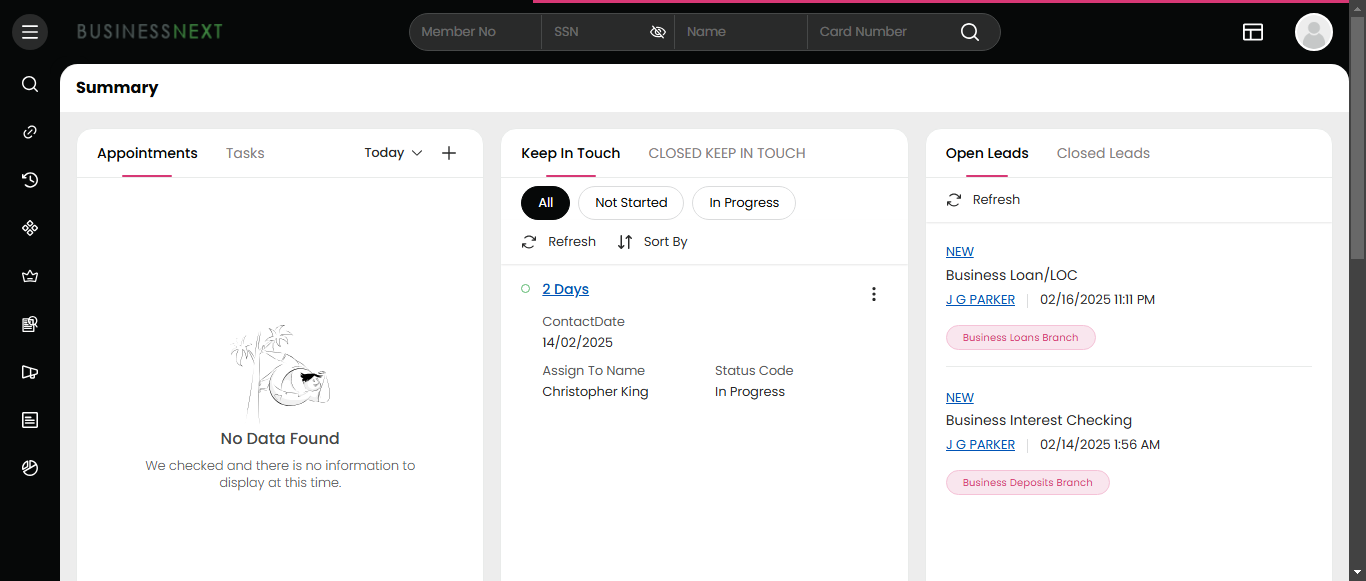 BUSINESSNEXT
Member No
SSN
Name
Card Number
Summary
Appointments
Tasks
Today
No Data Found
We checked and there is no information to
display at this time.
Keep In Touch
CLOSED KEEP IN TOUCH
All
Not Started
In Progress
Refresh
Sort By
2 Days
ContactDate
14/02/2025
Assign To Name
Status Code
Christopher King
In Progress
Open Leads
Closed Leads
Refresh
NEW
Business Loan/LOC
J G PARKER
02/16/2025 11:11 PM
Business Loans Branch
NEW
Business Interest Checking
J G PARKER
02/14/2025 1:56 AM
Business Deposits Branch